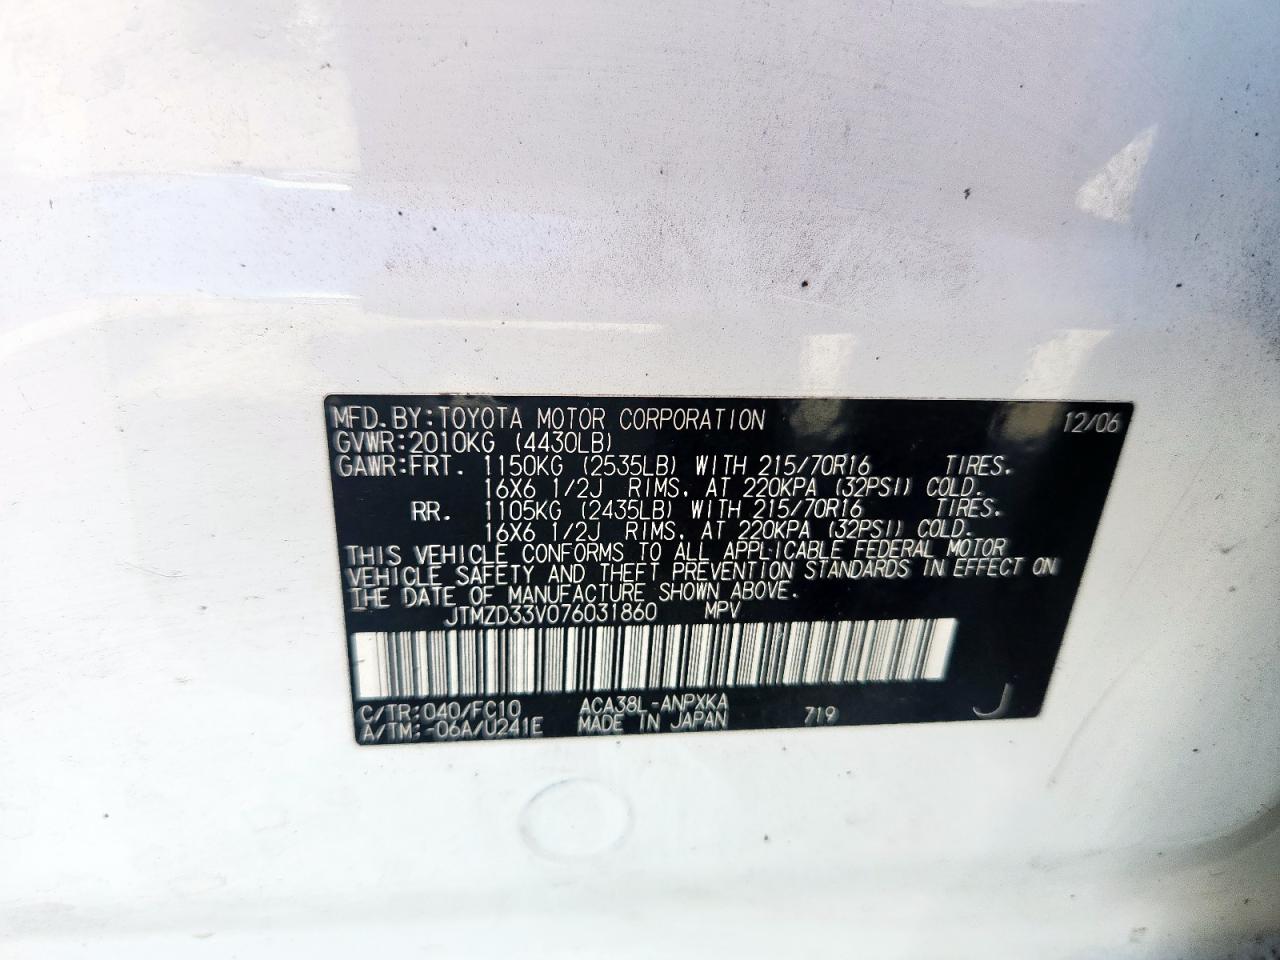 MFD. BY: TOYOTA MOTOR CORPORATION 12/06
GVWR: 2010KG (4430LB)
GAWR: FRT. 1150KG (2535LB) WITH 215/70R16 TIRES.
16X6 1/2J RIMS, AT 220KPA (32PSI) COLD.
RR. 1105KG (2435LB) WITH 215/70R16 TIRES.
16X6 1/2J RIMS, AT 220KPA (32PSI) COLD.
THIS VEHICLE CONFORMS TO ALL APPLICABLE FEDERAL MOTOR
VEHICLE SAFETY AND THEFT PREVENTION STANDARDS IN EFFECT ON
THE DATE OF MANUFACTURE SHOWN ABOVE.
JTMZD33V076031860 MPV
C/TR: 040/FC10 ACA38L-ANPXKA
A/TM: -06A/U241E MADE IN JAPAN 719 J